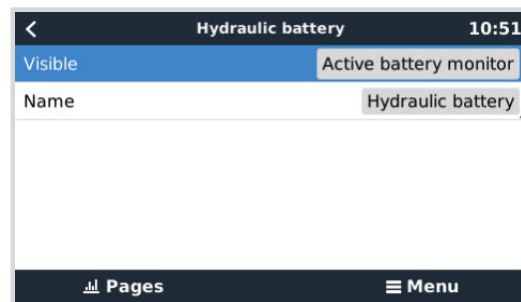 Hydraulic battery 10:51
Visible Active battery monitor
Name Hydraulic battery
Pages Menu